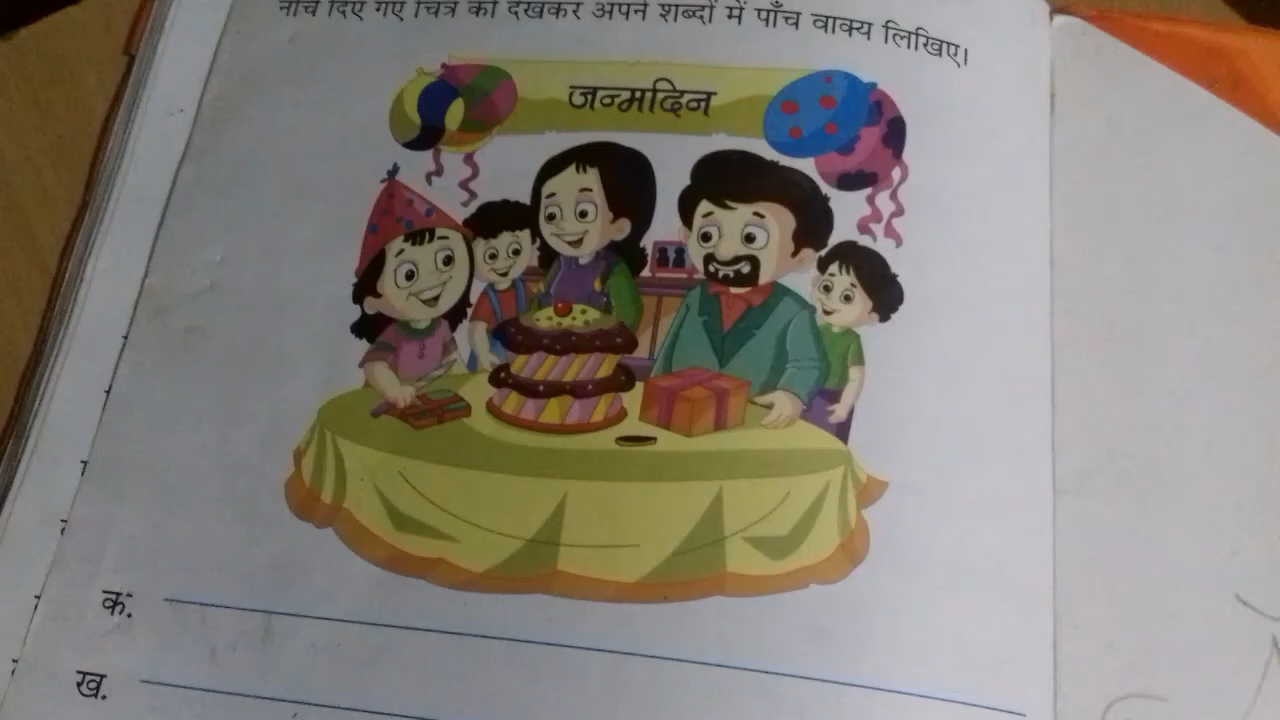 नीचे दिए गए चित्र को देखकर अपने शब्दों में पाँच वाक्य लिखिए।
जन्मदिन
क.
ख.